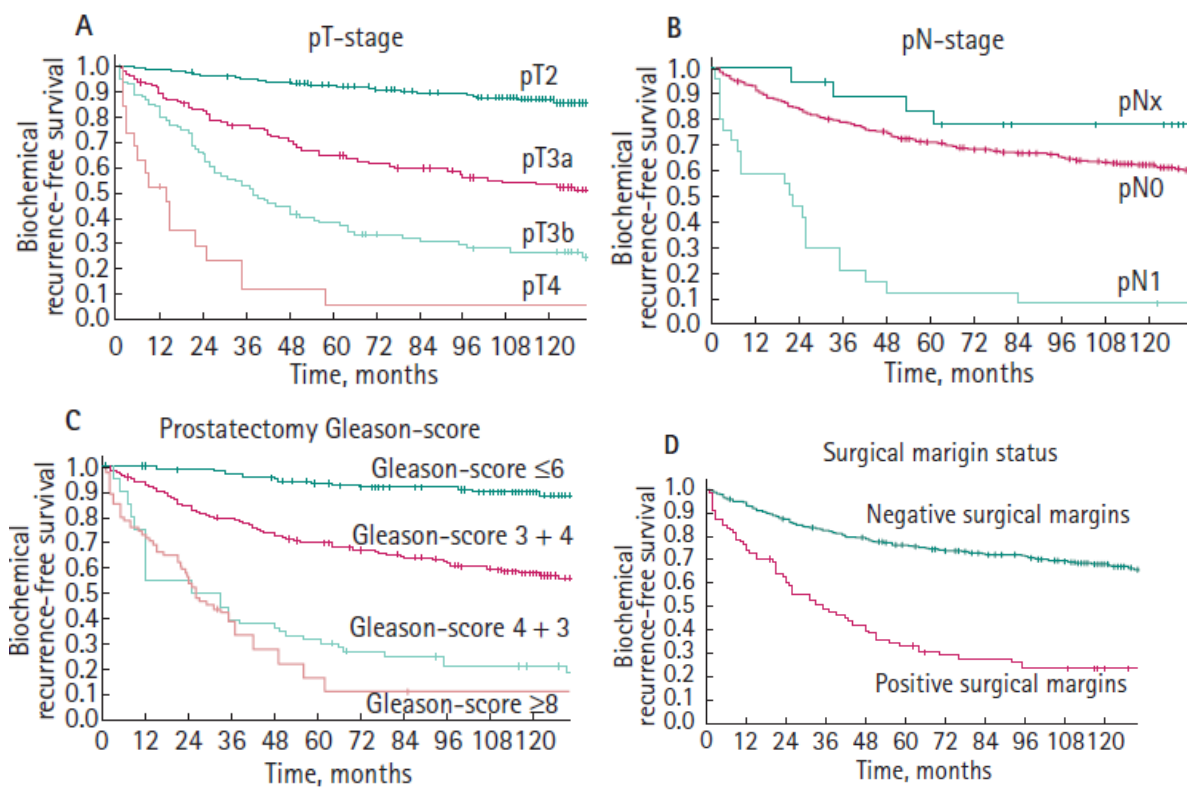 A
pT-stage
Biochemical
recurrence-free survival
1.0
0.9
0.8
0.7
0.6
0.5
0.4
0.3
0.2
0.1
0.0
pT2
pT3a
pT3b
pT4
0 12 24 36 48 60 72 84 96 108 120
Time, months
B
pN-stage
Biochemical
recurrence-free survival
1.0
0.9
0.8
0.7
0.6
0.5
0.4
0.3
0.2
0.1
0.0
pNx
pN0
pN1
0 12 24 36 48 60 72 84 96 108 120
Time, months
C
Prostatectomy Gleason-score
Biochemical
recurrence-free survival
1.0
0.9
0.8
0.7
0.6
0.5
0.4
0.3
0.2
0.1
0.0
Gleason-score ≤6
Gleason-score 3 + 4
Gleason-score 4 + 3
Gleason-score ≥8
0 12 24 36 48 60 72 84 96 108 120
Time, months
D
Surgical marigin status
Biochemical
recurrence-free survival
1.0
0.9
0.8
0.7
0.6
0.5
0.4
0.3
0.2
0.1
0.0
Negative surgical margins
Positive surgical margins
0 12 24 36 48 60 72 84 96 108 120
Time, months